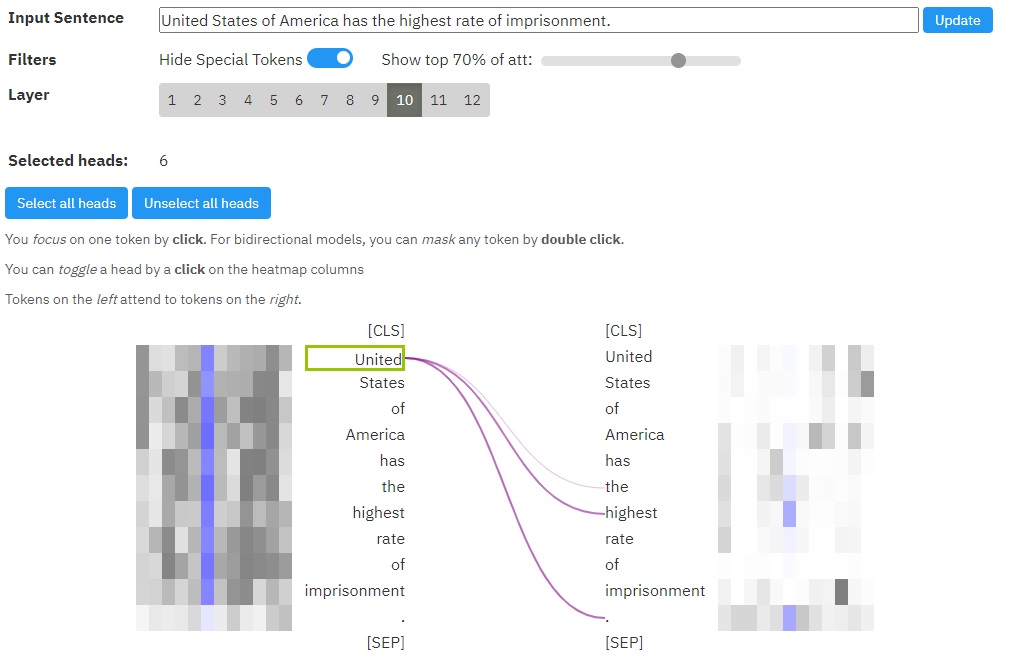 Input Sentence United States of America has the highest rate of imprisonment. Update
Filters Hide Special Tokens Show top 70% of att:
Layer 1 2 3 4 5 6 7 8 9 10 11 12
Selected heads: 6
Select all heads Unselect all heads
You focus on one token by click. For bidirectional models, you can mask any token by double click.
You can toggle a head by a click on the heatmap columns
Tokens on the left attend to tokens on the right.
[CLS] [CLS]
United United
States States
of of
America America
has has
the the
highest highest
rate rate
of of
imprisonment imprisonment
. .
[SEP] [SEP]